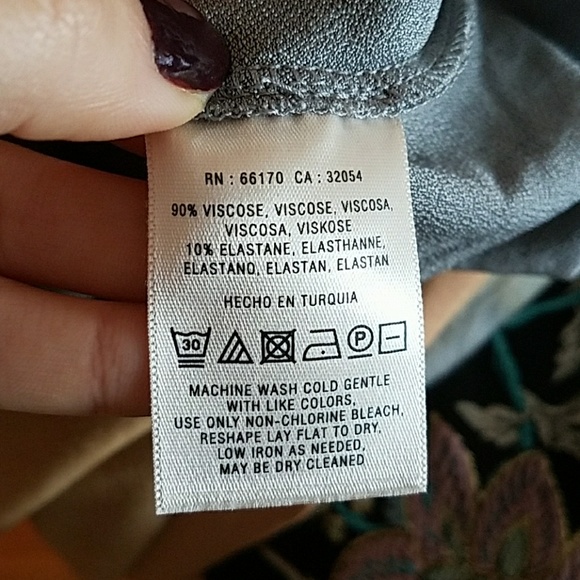 RN : 66170 CA : 32054
90% VISCOSE, VISCOSE, VISCOSA,
VISCOSA, VISKOSE
10% ELASTANE, ELASTHANNE,
ELASTANO, ELASTAN, ELASTAN
HECHO EN TURQUIA
30 P
MACHINE WASH COLD GENTLE
WITH LIKE COLORS,
USE ONLY NON-CHLORINE BLEACH,
RESHAPE LAY FLAT TO DRY,
LOW IRON AS NEEDED,
MAY BE DRY CLEANED